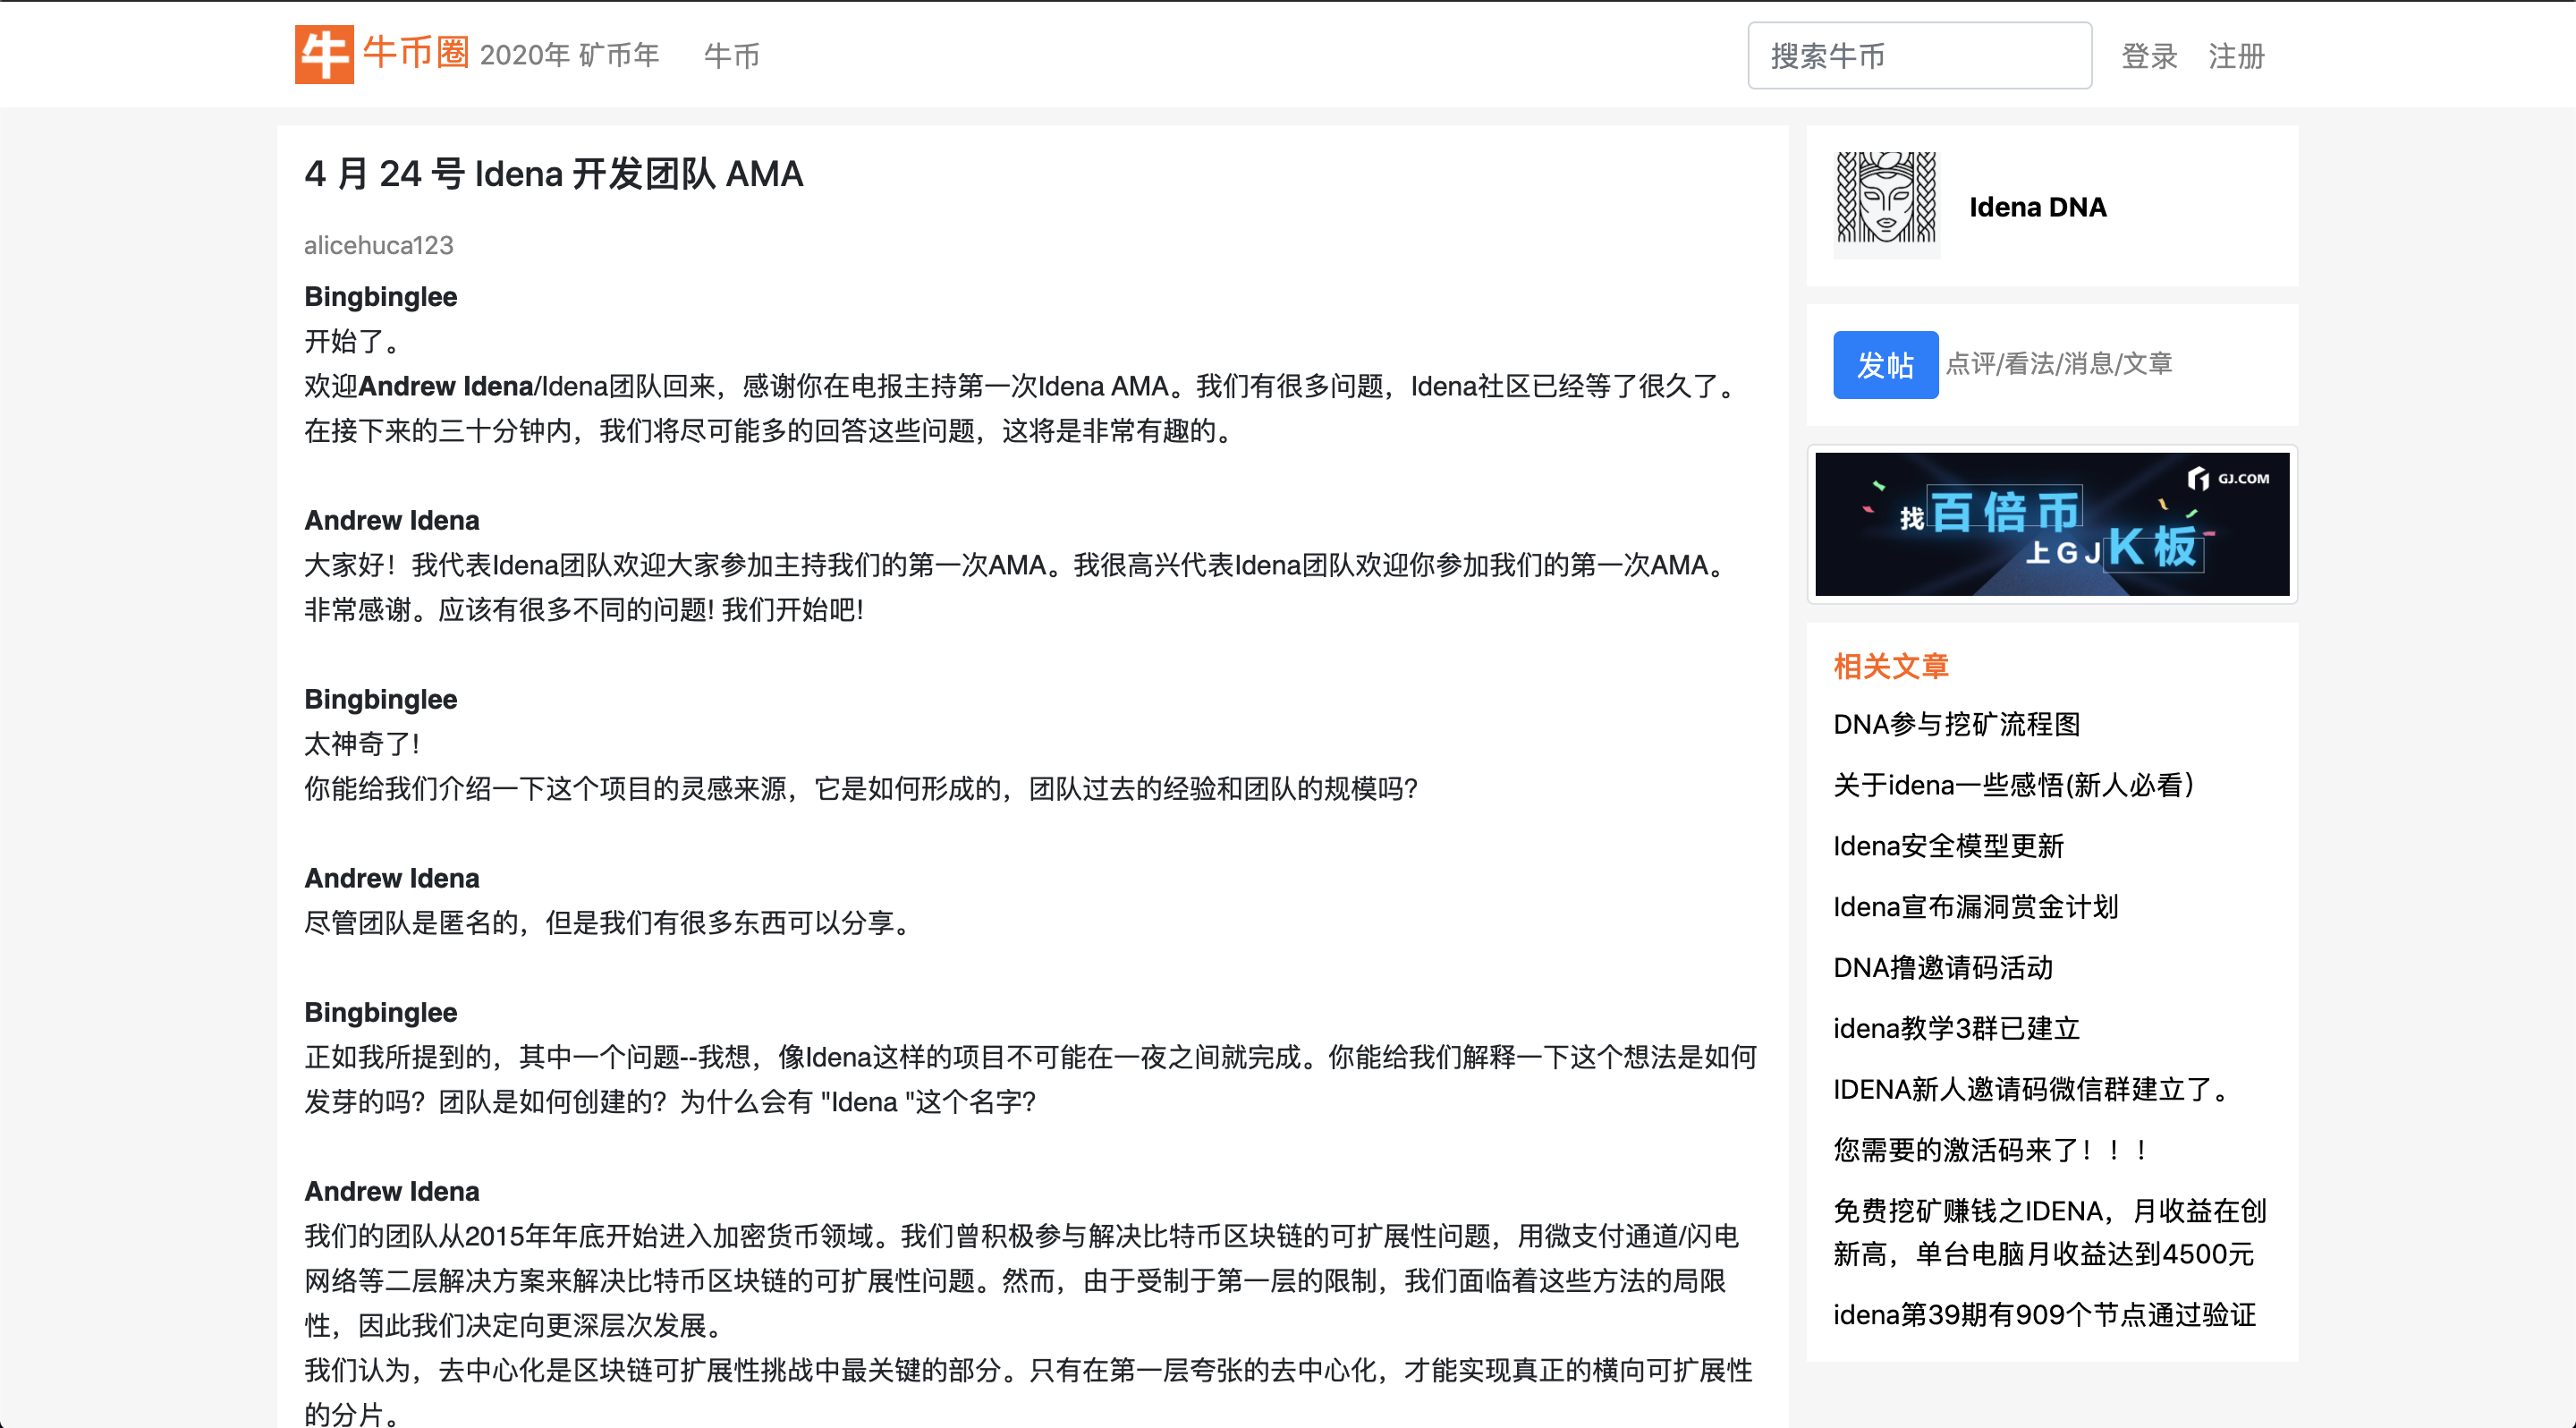 牛 牛币圈 2020年 矿币年 牛币 搜索牛币 登录 注册
4 月 24 号 Idena 开发团队 AMA
alicehuca123
Bingbinglee
开始了。
欢迎Andrew Idena/Idena团队回来，感谢你在电报主持第一次Idena AMA。我们有很多问题，Idena社区已经等了很久了。
在接下来的三十分钟内，我们将尽可能多的回答这些问题，这将是非常有趣的。
Andrew Idena
大家好！我代表Idena团队欢迎大家参加主持我们的第一次AMA。我很高兴代表Idena团队欢迎你参加我们的第一次AMA。
非常感谢。应该有很多不同的问题! 我们开始吧!
Bingbinglee
太神奇了!
你能给我们介绍一下这个项目的灵感来源，它是如何形成的，团队过去的经验和团队的规模吗？
Andrew Idena
尽管团队是匿名的，但是我们有很多东西可以分享。
Bingbinglee
正如我所提到的，其中一个问题--我想，像Idena这样的项目不可能在一夜之间就完成。你能给我们解释一下这个想法是如何
发芽的吗？团队是如何创建的？为什么会有 "Idena "这个名字？
Andrew Idena
我们的团队从2015年年底开始进入加密货币领域。我们曾积极参与解决比特币区块链的可扩展性问题，用微支付通道/闪电
网络等二层解决方案来解决比特币区块链的可扩展性问题。然而，由于受制于第一层的限制，我们面临着这些方法的局限
性，因此我们决定向更深层次发展。
我们认为，去中心化是区块链可扩展性挑战中最关键的部分。只有在第一层夸张的去中心化，才能实现真正的横向可扩展性
的分片。
Idena DNA
发帖 点评/看法/消息/文章
GJ.COM
找百倍币
上GJK板
相关文章
DNA参与挖矿流程图
关于idena一些感悟(新人必看）
Idena安全模型更新
Idena宣布漏洞赏金计划
DNA撸邀请码活动
idena教学3群已建立
IDENA新人邀请码微信群建立了。
您需要的激活码来了！！！
免费挖矿赚钱之IDENA，月收益在创
新高，单台电脑月收益达到4500元
idena第39期有909个节点通过验证